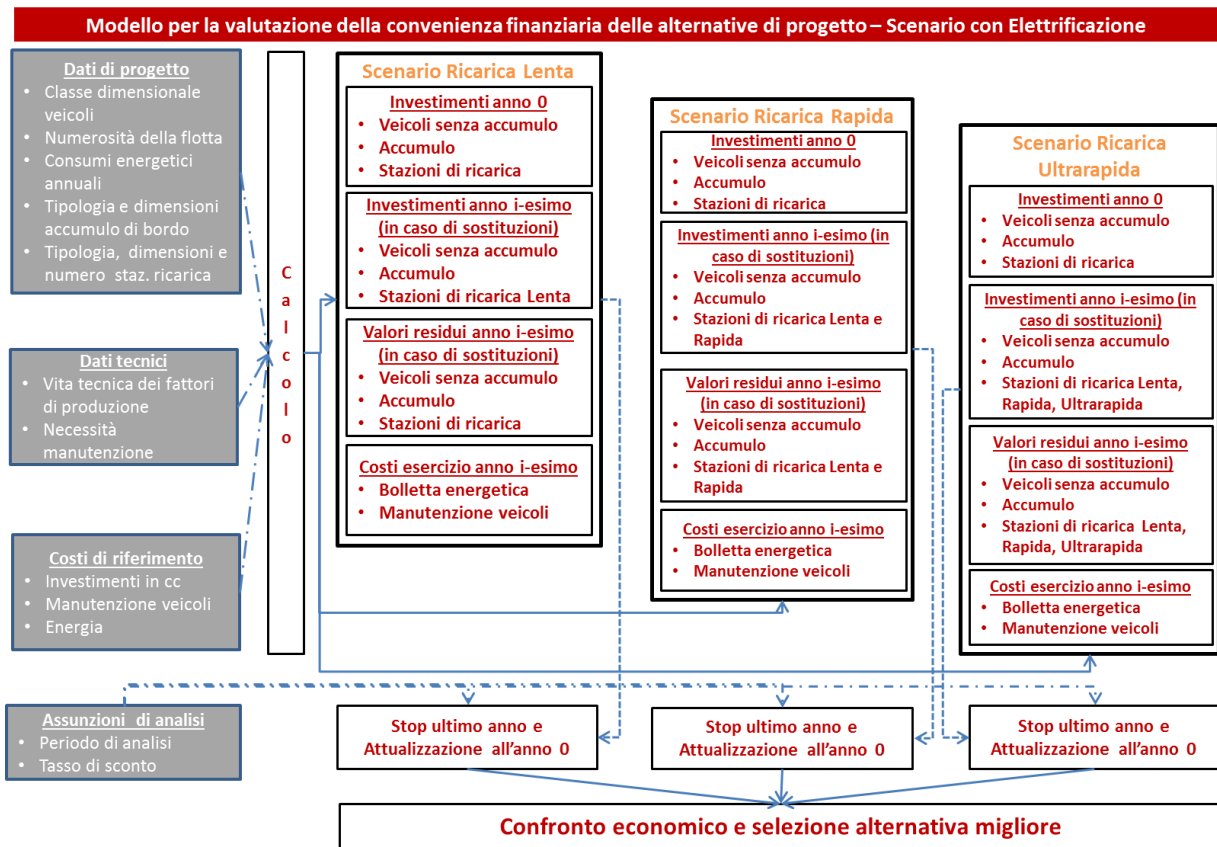 Modello per la valutazione della convenienza finanziaria delle alternative di progetto – Scenario con Elettrificazione
Dati di progetto
• Classe dimensionale
veicoli
• Numerosità della flotta
• Consumi energetici
annuali
• Tipologia e dimensioni
accumulo di bordo
• Tipologia, dimensioni e
numero staz. ricarica
Dati tecnici
• Vita tecnica dei fattori
di produzione
• Necessità
manutenzione
Costi di riferimento
• Investimenti in cc
• Manutenzione veicoli
• Energia
Assunzioni di analisi
• Periodo di analisi
• Tasso di sconto
C
a
l
c
o
l
o
Scenario Ricarica Lenta
Investimenti anno 0
• Veicoli senza accumulo
• Accumulo
• Stazioni di ricarica
Investimenti anno i-esimo
(in caso di sostituzioni)
• Veicoli senza accumulo
• Accumulo
• Stazioni di ricarica Lenta
Valori residui anno i-esimo
(in caso di sostituzioni)
• Veicoli senza accumulo
• Accumulo
• Stazioni di ricarica
Costi esercizio anno i-esimo
• Bolletta energetica
• Manutenzione veicoli
Scenario Ricarica Rapida
Investimenti anno 0
• Veicoli senza accumulo
• Accumulo
• Stazioni di ricarica
Investimenti anno i-esimo (in
caso di sostituzioni)
• Veicoli senza accumulo
• Accumulo
• Stazioni di ricarica Lenta e
Rapida
Valori residui anno i-esimo
(in caso di sostituzioni)
• Veicoli senza accumulo
• Accumulo
• Stazioni di ricarica Lenta e
Rapida
Costi esercizio anno i-esimo
• Bolletta energetica
• Manutenzione veicoli
Scenario Ricarica
Ultrarapida
Investimenti anno 0
• Veicoli senza accumulo
• Accumulo
• Stazioni di ricarica
Investimenti anno i-esimo (in
caso di sostituzioni)
• Veicoli senza accumulo
• Accumulo
• Stazioni di ricarica Lenta,
Rapida, Ultrarapida
Valori residui anno i-esimo
(in caso di sostituzioni)
• Veicoli senza accumulo
• Accumulo
• Stazioni di ricarica Lenta,
Rapida, Ultrarapida
Costi esercizio anno i-esimo
• Bolletta energetica
• Manutenzione veicoli
Stop ultimo anno e
Attualizzazione all'anno 0
Stop ultimo anno e
Attualizzazione all'anno 0
Stop ultimo anno e
Attualizzazione all'anno 0
Confronto economico e selezione alternativa migliore